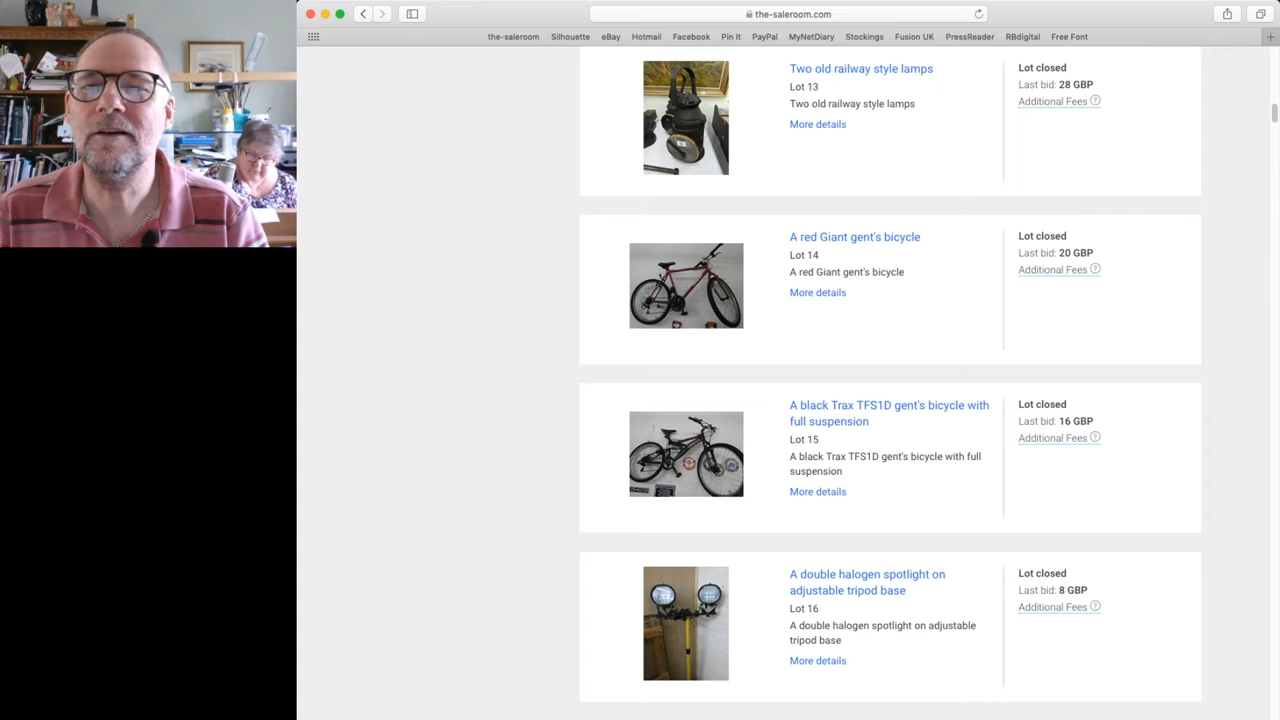 the-saleroom.com
the-saleroom Silhouette eBay Hotmail Facebook Pin It PayPal MyNetDiary Stockings Fusion UK PressReader RBdigital Free Font
Two old railway style lamps
Lot 13
Two old railway style lamps
More details
Lot closed
Last bid: 28 GBP
Additional Fees ?
A red Giant gent's bicycle
Lot 14
A red Giant gent's bicycle
More details
Lot closed
Last bid: 20 GBP
Additional Fees ?
A black Trax TFS1D gent's bicycle with
full suspension
Lot 15
A black Trax TFS1D gent's bicycle with full
suspension
More details
Lot closed
Last bid: 16 GBP
Additional Fees ?
A double halogen spotlight on
adjustable tripod base
Lot 16
A double halogen spotlight on adjustable
tripod base
More details
Lot closed
Last bid: 8 GBP
Additional Fees ?